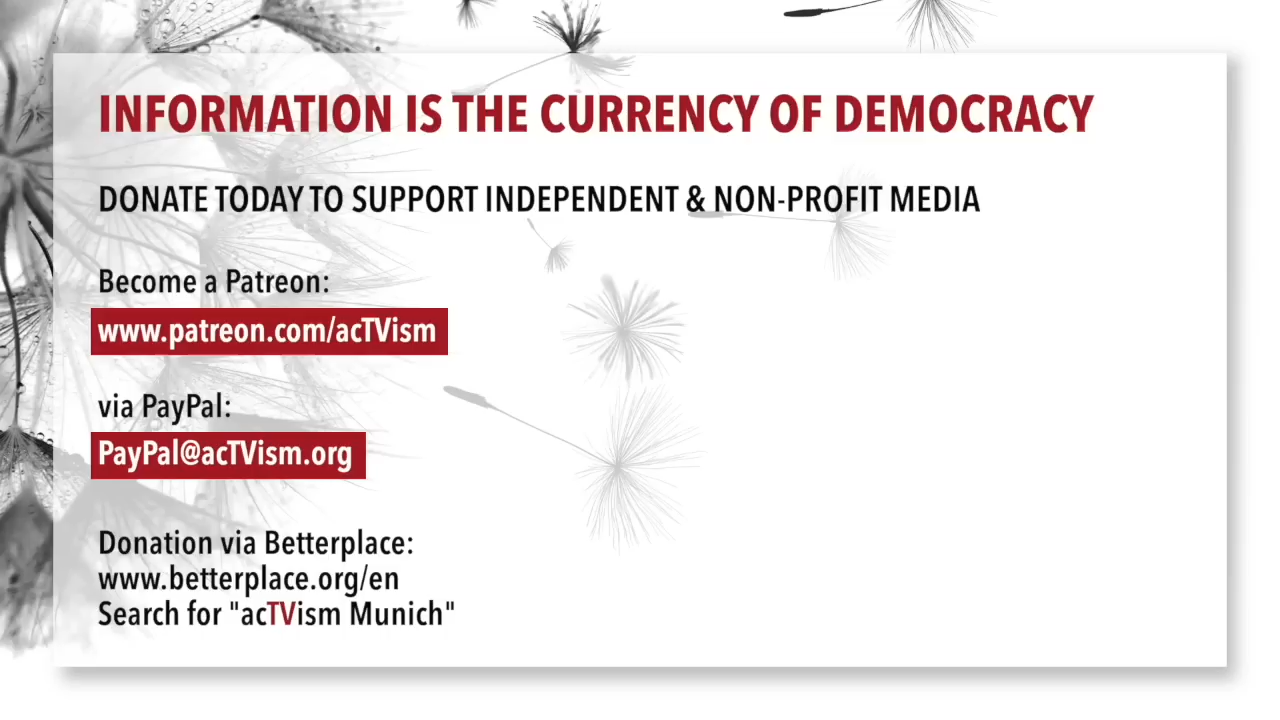 INFORMATION IS THE CURRENCY OF DEMOCRACY
DONATE TODAY TO SUPPORT INDEPENDENT & NON-PROFIT MEDIA
Become a Patreon:
www.patreon.com/acTVism
via PayPal:
PayPal@acTVism.org
Donation via Betterplace:
www.betterplace.org/en
Search for "acTVism Munich"